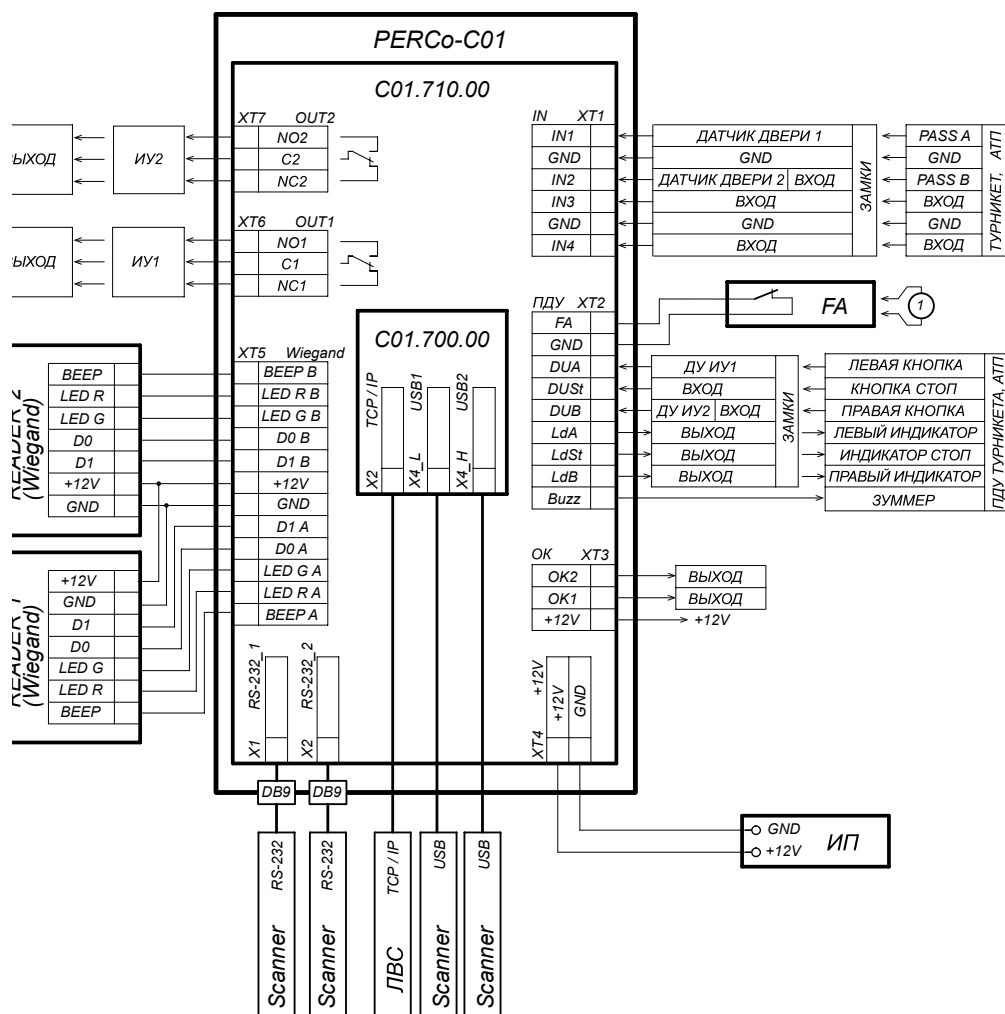 PERCo-C01
C01.710.00
XT7 OUT2
NO2
C2
NC2
ИУ2
XT6 OUT1
NO1
C1
NC1
ИУ1
IN XT1
IN1
GND
IN2
IN3
GND
IN4
ДАТЧИК ДВЕРИ 1
GND
ДАТЧИК ДВЕРИ 2 ВХОД
ВХОД
GND
ВХОД
ЗАМКИ
PASS A
GND
PASS B
ВХОД
GND
ВХОД
ТУРНИКЕТ, АТП
FA
1
ПДУ XT2
FA
GND
DUA
DUSt
DUB
LdA
LdSt
LdB
Buzz
ДУ ИУ1
ВХОД
ДУ ИУ2 ВХОД
ВЫХОД
ВЫХОД
ВЫХОД
ЗАМКИ
ЛЕВАЯ КНОПКА
КНОПКА СТОП
ПРАВАЯ КНОПКА
ЛЕВЫЙ ИНДИКАТОР
ИНДИКАТОР СТОП
ПРАВЫЙ ИНДИКАТОР
ЗУММЕР
ПДУ ТУРНИКЕТА, АТП
C01.700.00
X2 TCP / IP
X4_L USB1
X4_H USB2
XT5 Wiegand
BEEP B
LED R B
LED G B
D0 B
D1 B
+12V
GND
D1 A
D0 A
LED G A
LED R A
BEEP A
(Wiegand)
BEEP
LED R
LED G
D0
D1
+12V
GND
(Wiegand)
+12V
GND
D1
D0
LED G
LED R
BEEP
ОК XT3
OK2
OK1
+12V
ВЫХОД
ВЫХОД
+12V
X1 RS-232_1
X2 RS-232_2
XT4 +12V
+12V
GND
DB9
DB9
GND
+12V
ИП
Scanner RS-232
Scanner RS-232
ЛВС TCP / IP
Scanner USB
Scanner USB